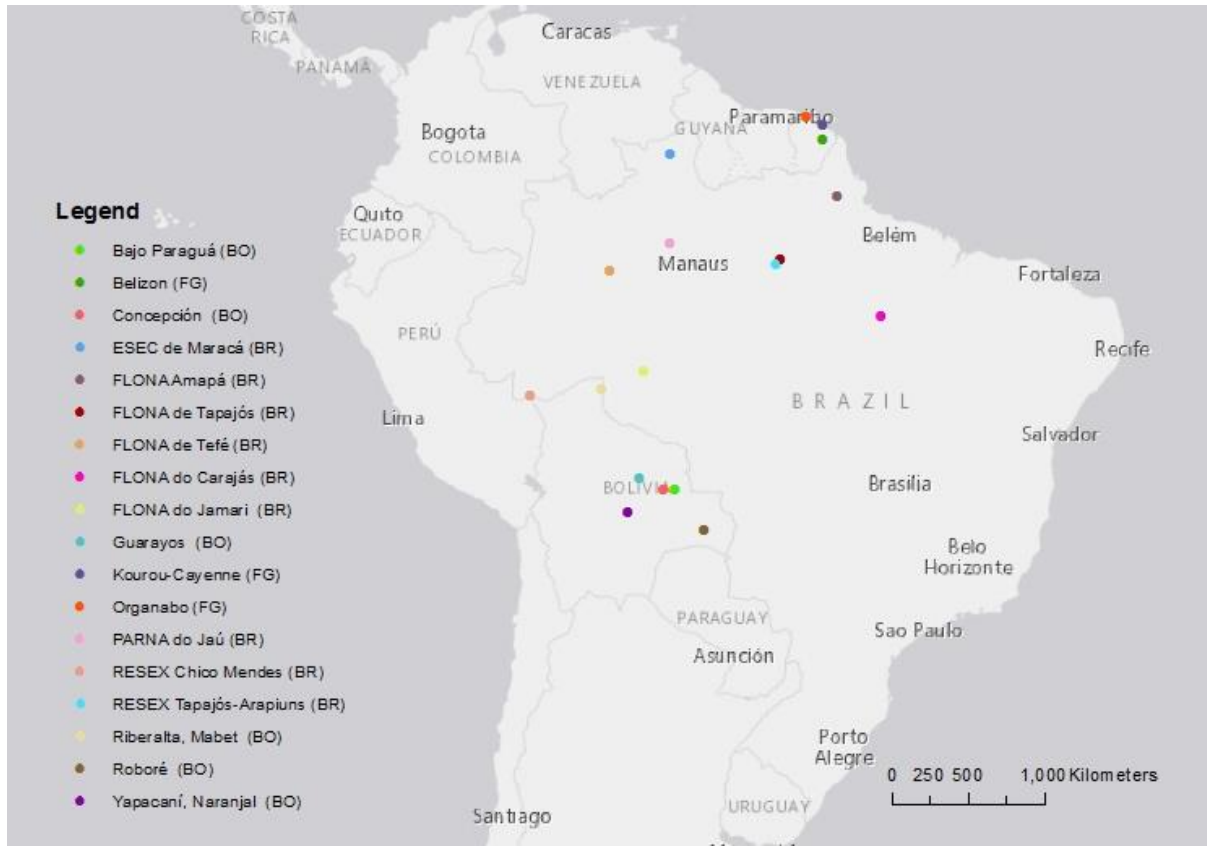 COSTA
RICA
PANAMÁ
Caracas
VENEZUELA
Paramaribo
GUYANA
Bogota
COLOMBIA
Quito
ECUADOR
Belém
Manaus
Fortaleza
PERÚ
Recife
BRAZIL
Lima
Salvador
BOLIVIA
Brasília
Belo
Horizonte
PARAGUAY
Sao Paulo
Asunción
Porto
Alegre
URUGUAY
Santiago
Legend
Bajo Paraguá (BO)
Belizon (FG)
Concepción (BO)
ESEC de Maracá (BR)
FLONA Amapá (BR)
FLONA de Tapajós (BR)
FLONA de Tefé (BR)
FLONA do Carajás (BR)
FLONA do Jamari (BR)
Guarayos (BO)
Kourou-Cayenne (FG)
Organabo (FG)
PARNA do Jaú (BR)
RESEX Chico Mendes (BR)
RESEX Tapajós-Arapiuns (BR)
Riberalta, Mabet (BO)
Roboré (BO)
Yapacaní, Naranjal (BO)
0 250 500 1,000 Kilometers